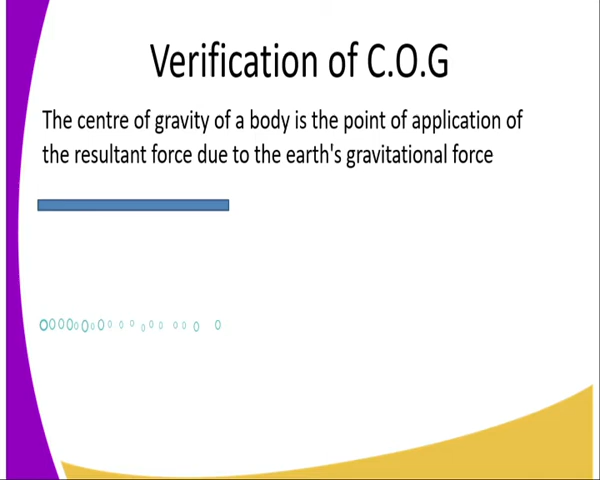 Verification of C.O.G
The centre of gravity of a body is the point of application of
the resultant force due to the earth's gravitational force